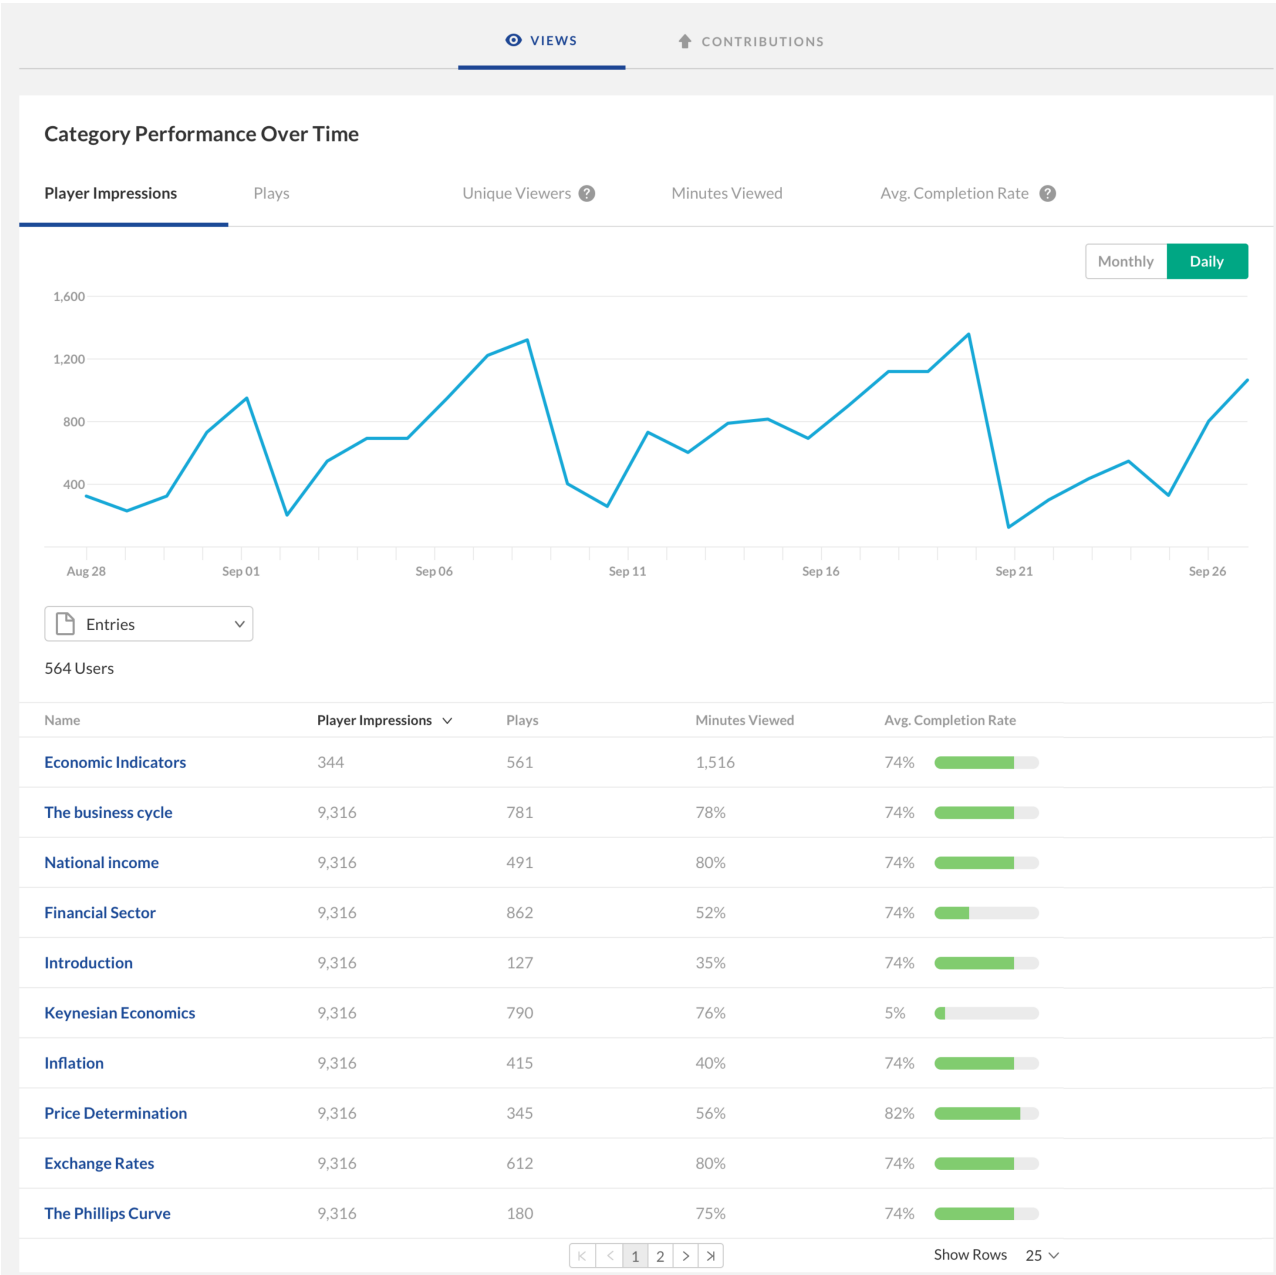 VIEWS CONTRIBUTIONS
Category Performance Over Time
Player Impressions Plays Unique Viewers ? Minutes Viewed Avg. Completion Rate ?
Monthly Daily
1,600
1,200
800
400
Aug 28 Sep 01 Sep 06 Sep 11 Sep 16 Sep 21 Sep 26
Entries
564 Users
Name Player Impressions Plays Minutes Viewed Avg. Completion Rate
Economic Indicators 344 561 1,516 74%
The business cycle 9,316 781 78% 74%
National income 9,316 491 80% 74%
Financial Sector 9,316 862 52% 74%
Introduction 9,316 127 35% 74%
Keynesian Economics 9,316 790 76% 5%
Inflation 9,316 415 40% 74%
Price Determination 9,316 345 56% 82%
Exchange Rates 9,316 612 80% 74%
The Phillips Curve 9,316 180 75% 74%
1 2 Show Rows 25